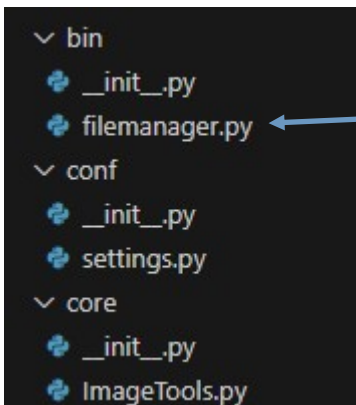 bin
__init__.py
filemanager.py
conf
__init__.py
settings.py
core
__init__.py
ImageTools.py